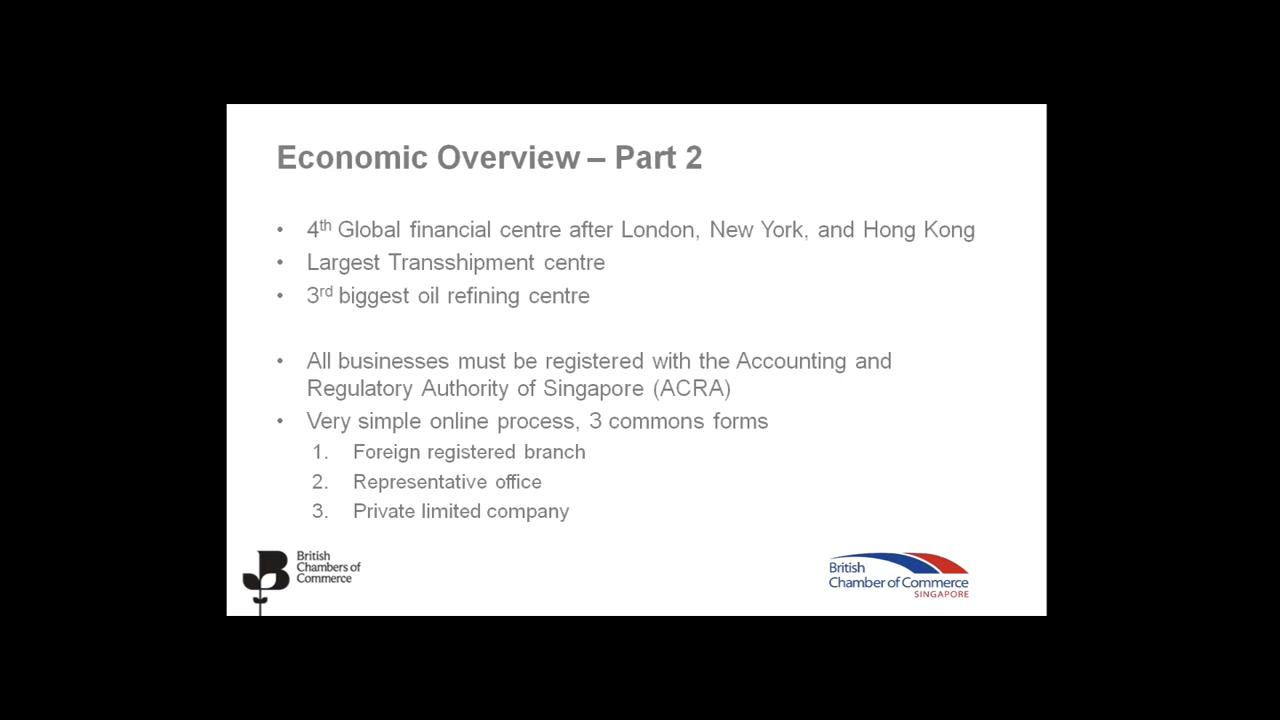 Economic Overview – Part 2
• 4th Global financial centre after London, New York, and Hong Kong
• Largest Transshipment centre
• 3rd biggest oil refining centre
• All businesses must be registered with the Accounting and
Regulatory Authority of Singapore (ACRA)
• Very simple online process, 3 commons forms
1. Foreign registered branch
2. Representative office
3. Private limited company
British
Chambers of
Commerce
British
Chamber of Commerce
SINGAPORE